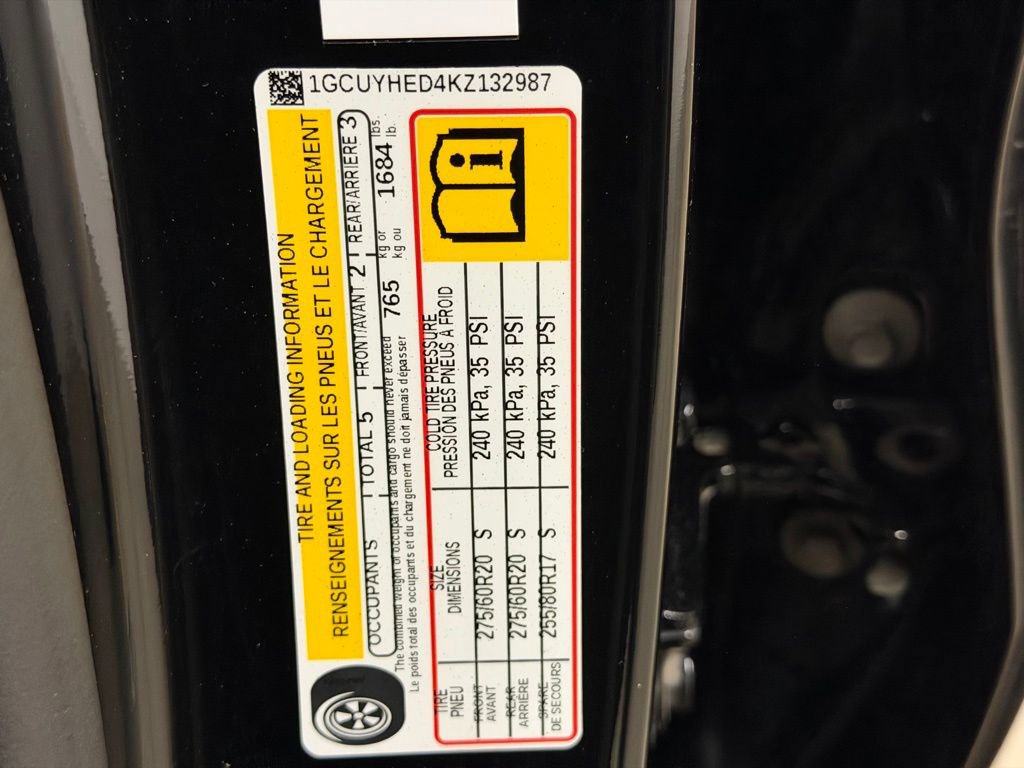 1GCUYHED4KZ132987
TIRE AND LOADING INFORMATION
RENSEIGNEMENTS SUR LES PNEUS ET LE CHARGEMENT
OCCUPANTS TOTAL 5 FRONT/AVANT 2 REAR/ARRIÈRE 3
The combined weight of occupants and cargo should never exceed 765 kg or 1684 lbs.
Le poids total des occupants et du chargement ne doit jamais dépasser kg ou lb.
TIRE SIZE COLD TIRE PRESSURE
PNEU DIMENSIONS PRESSION DES PNEUS À FROID
FRONT 275/60R20 S 240 kPa, 35 PSI
AVANT
REAR 275/60R20 S 240 kPa, 35 PSI
ARRIÈRE
SPARE 255/80R17 S 240 kPa, 35 PSI
DE SECOURS